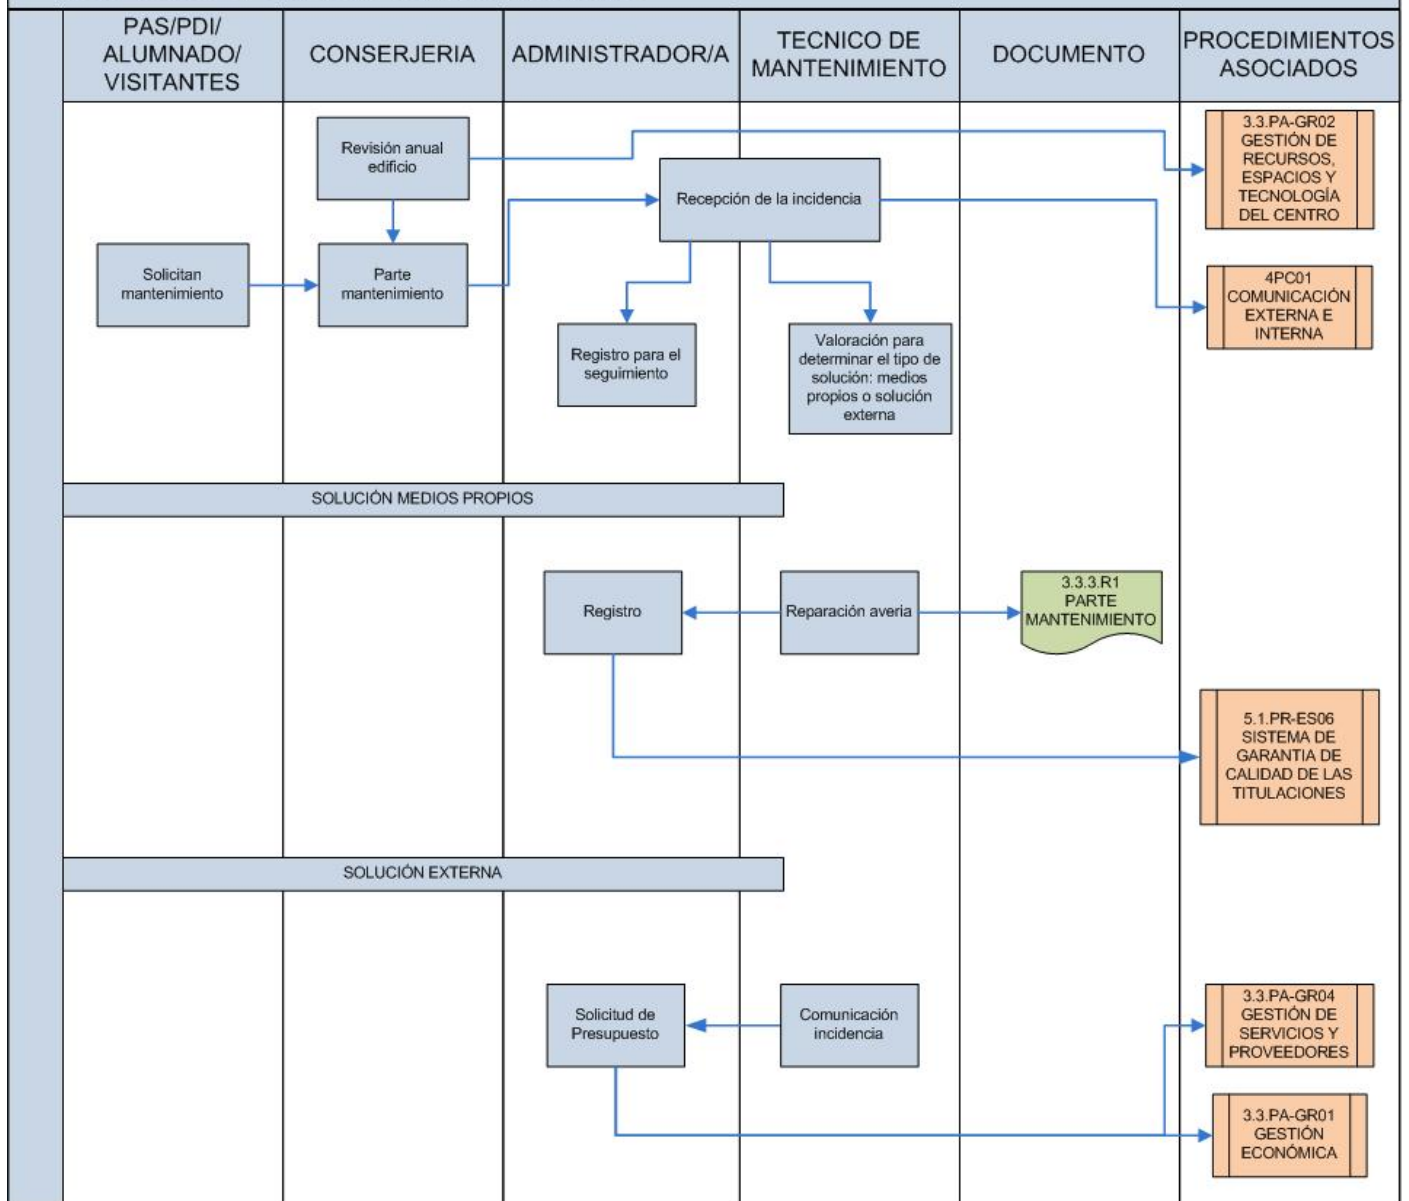 PAS/PDI/
ALUMNADO/
VISITANTES
CONSERJERIA
ADMINISTRADOR/A
TECNICO DE
MANTENIMIENTO
DOCUMENTO
PROCEDIMIENTOS
ASOCIADOS
Revisión anual
edificio
3.3.PA-GR02
GESTIÓN DE
RECURSOS,
ESPACIOS Y
TECNOLOGÍA
DEL CENTRO
Recepción de la incidencia
Solicitan
mantenimiento
Parte
mantenimiento
4PC01
COMUNICACIÓN
EXTERNA E
INTERNA
Registro para el
seguimiento
Valoración para
determinar el tipo de
solución: medios
propios o solución
externa
SOLUCIÓN MEDIOS PROPIOS
Registro
Reparación averia
3.3.3.R1
PARTE
MANTENIMIENTO
5.1.PR-ES06
SISTEMA DE
GARANTIA DE
CALIDAD DE LAS
TITULACIONES
SOLUCIÓN EXTERNA
Solicitud de
Presupuesto
Comunicación
incidencia
3.3.PA-GR04
GESTIÓN DE
SERVICIOS Y
PROVEEDORES
3.3.PA-GR01
GESTIÓN
ECONÓMICA